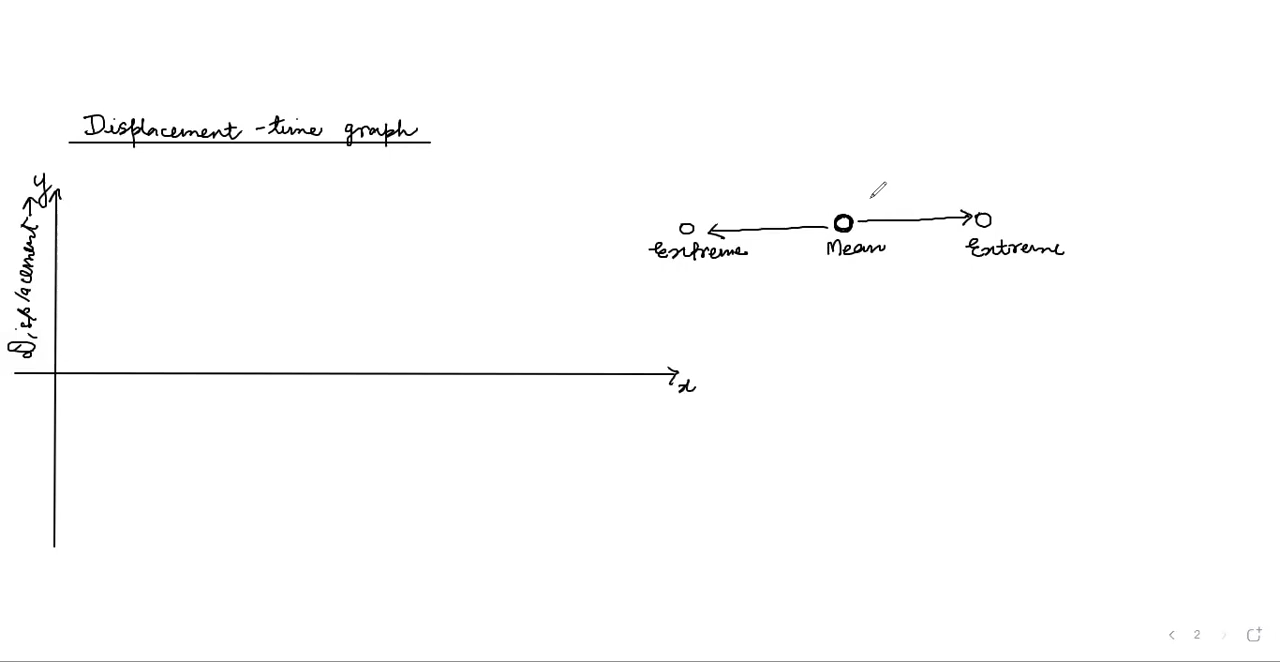 Displacement -time graph
y
Displacement →
Extreme
Mean
Extreme
x
2